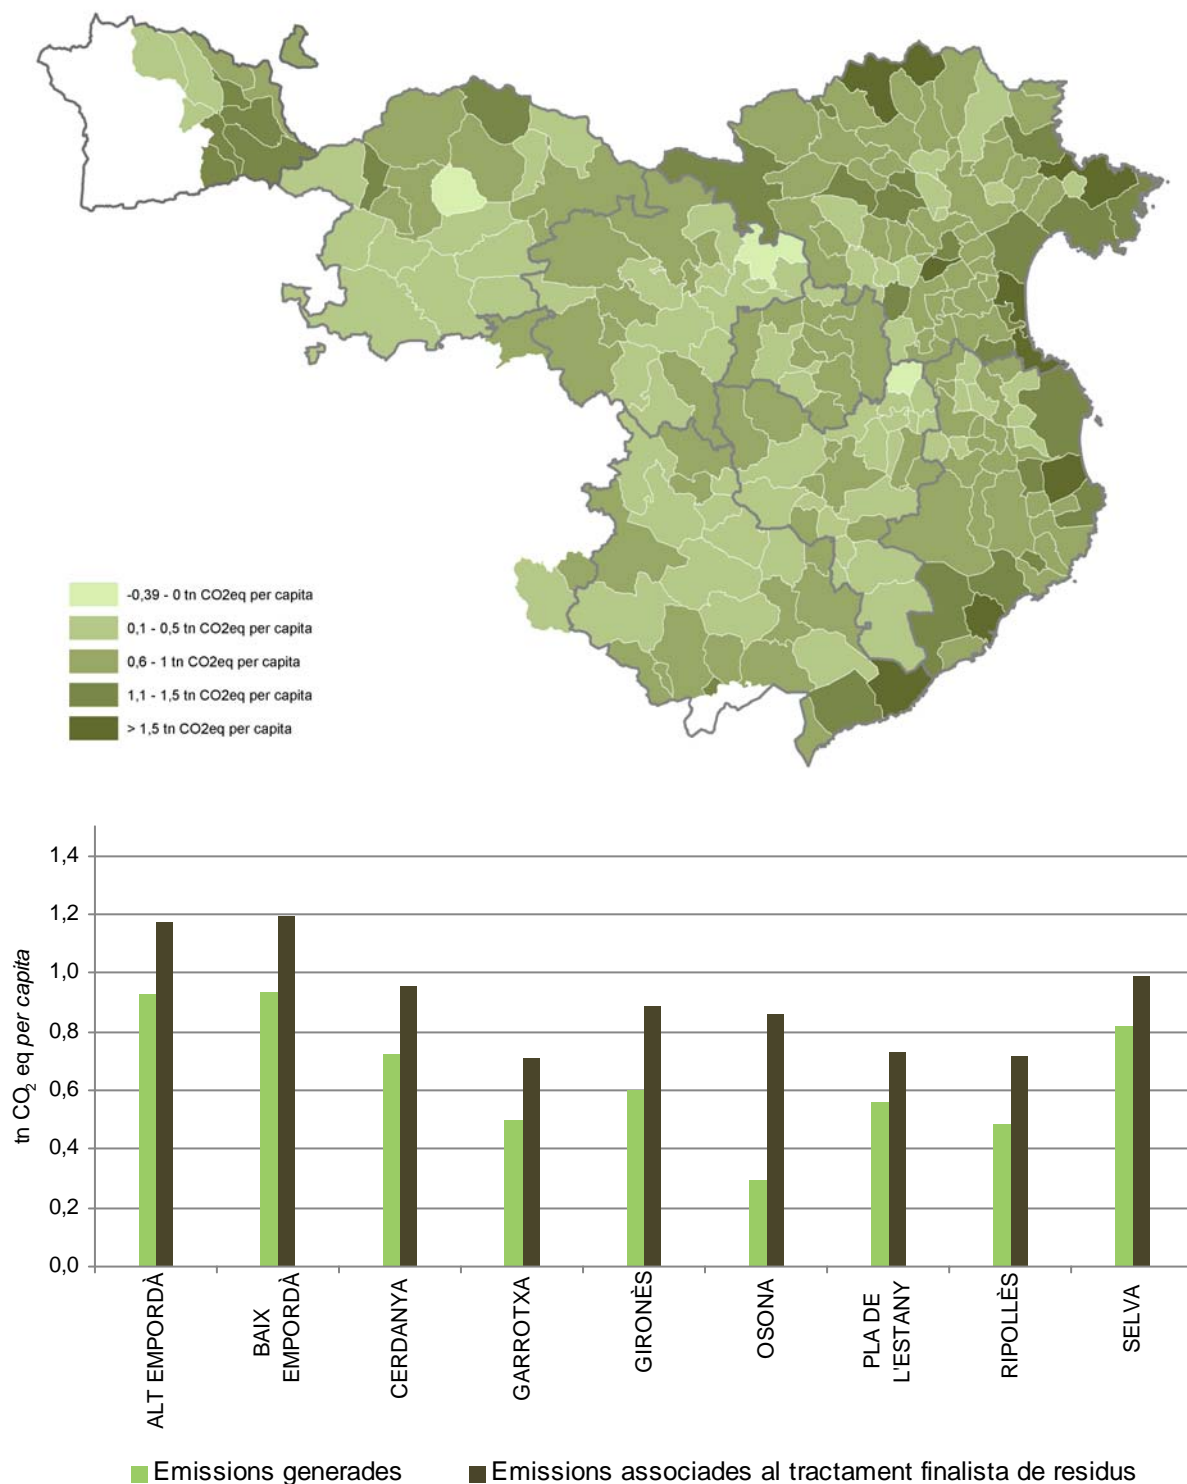 -0,39 - 0 tn CO2eq per capita
0,1 - 0,5 tn CO2eq per capita
0,6 - 1 tn CO2eq per capita
1,1 - 1,5 tn CO2eq per capita
> 1,5 tn CO2eq per capita
tn CO₂ eq per capita
1,4
1,2
1,0
0,8
0,6
0,4
0,2
0,0
ALT EMPORDÀ
BAIX
EMPORDÀ
CERDANYA
GARROTXA
GIRONÈS
OSONA
PLA DE
L'ESTANY
RIPOLLÈS
SELVA
Emissions generades
Emissions associades al tractament finalista de residus